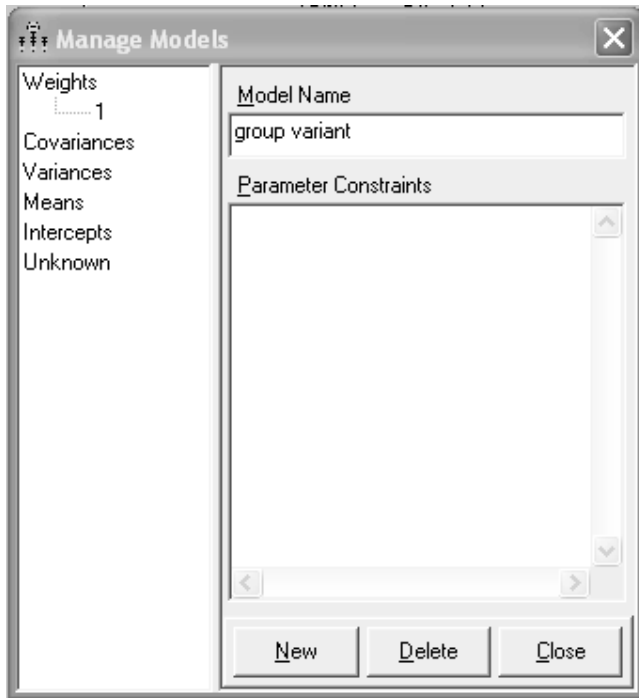 Manage Models
Weights
1
Covariances
Variances
Means
Intercepts
Unknown
Model Name
group variant
Parameter Constraints
New
Delete
Close